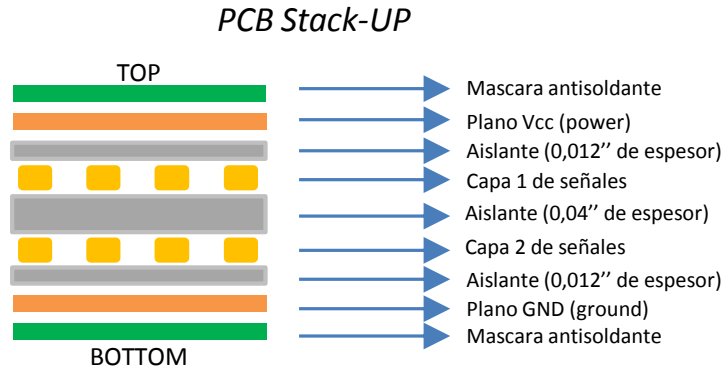 PCB Stack-UP
TOP
Mascara antisoldante
Plano Vcc (power)
Aislante (0,012’’ de espesor)
Capa 1 de señales
Aislante (0,04’’ de espesor)
Capa 2 de señales
Aislante (0,012’’ de espesor)
Plano GND (ground)
Mascara antisoldante
BOTTOM